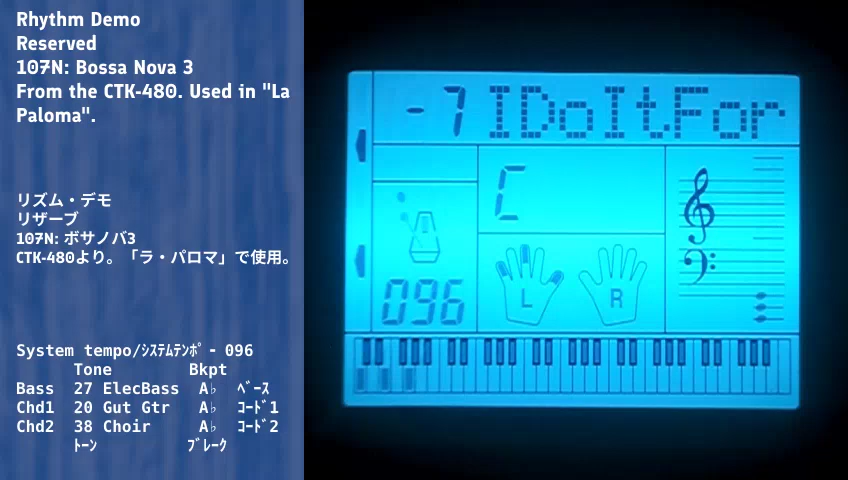 Rhythm Demo
Reserved
107N: Bossa Nova 3
From the CTK-480. Used in "La
Paloma".
リズム・デモ
リザーブ
107N: ボサノバ3
CTK-480より。「ラ・パロマ」で使用。
System tempo/ｼｽﾃﾑﾃﾝﾎﾟ - 096
Tone Bkpt
Bass 27 ElecBass A♭ ﾍﾞｰｽ
Chd1 20 Gut Gtr A♭ ｺｰﾄﾞ1
Chd2 38 Choir A♭ ｺｰﾄﾞ2
ﾄｰﾝ ﾌﾞﾚｰｸ
-7 IDoItFor
C
096
L R